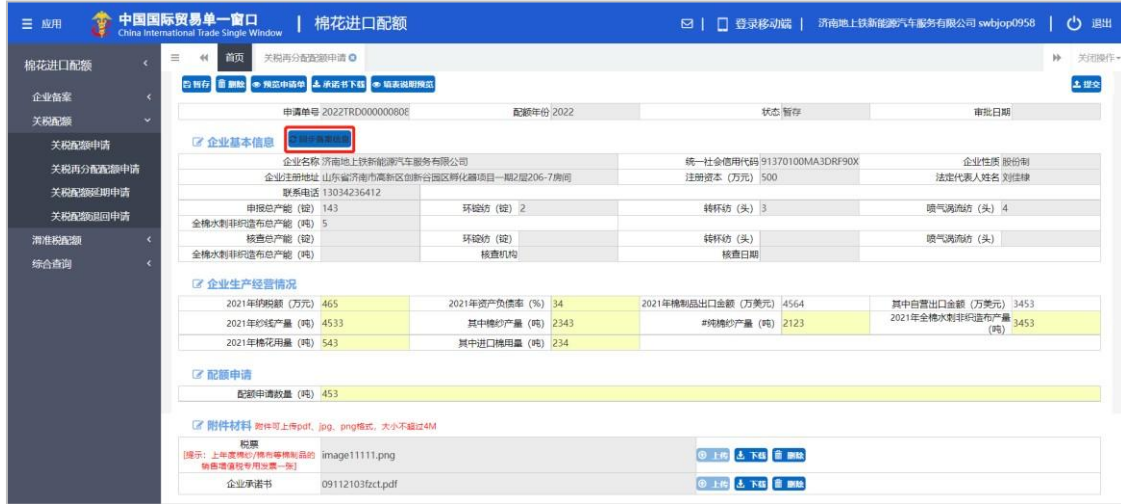 应用
中国国际贸易单一窗口 棉花进口配额 登录移动端 济南地上铁新能源汽车服务有限公司 swbjop0958 退出
China International Trade Single Window
棉花进口配额
企业备案
关税配额
关税配额申请
关税再分配配额申请
关税配额延期申请
关税配额退回申请
滑准税配额
综合查询
首页 关税再分配配额申请 关闭操作
暂存 删除 预览申请单 承诺书下载 填表说明预览 提交
申请单号 2022TRD000000808 配额年份 2022 状态 暂存 审批日期
企业基本信息 同步备案信息
企业名称 济南地上铁新能源汽车服务有限公司 统一社会信用代码 91370100MA3DRF90X 企业性质 股份制
企业注册地址 山东省济南市高新区创新谷园区孵化器项目一期2层206-7房间 注册资本（万元） 500 法定代表人姓名 刘佳棣
联系电话 13034236412
申报总产能（锭） 143 环锭纺（锭） 2 转杯纺（头） 3 喷气涡流纺（头） 4
全棉水刺非织造布总产能（吨） 5
核查总产能（锭） 环锭纺（锭） 转杯纺（头） 喷气涡流纺（头）
全棉水刺非织造布总产能（吨） 核查机构 核查日期
企业生产经营情况
2021年纳税额（万元） 465 2021年资产负债率（%） 34 2021年棉制品出口金额（万美元） 4564 其中自营出口金额（万美元） 3453
2021年纱线产量（吨） 4533 其中棉纱产量（吨） 2343 #纯棉纱产量（吨） 2123 2021年全棉水刺非织造布产量（吨） 3453
2021年棉花用量（吨） 543 其中进口棉用量（吨） 234
配额申请
配额申请数量（吨） 453
附件材料 附件可上传pdf、jpg、png格式，大小不超过4M
税票
[提示：上年度棉纱/棉布等棉制品的 image11111.png 上传 下载 删除
销售增值税专用发票一张]
企业承诺书 09112103fzct.pdf 上传 下载 删除